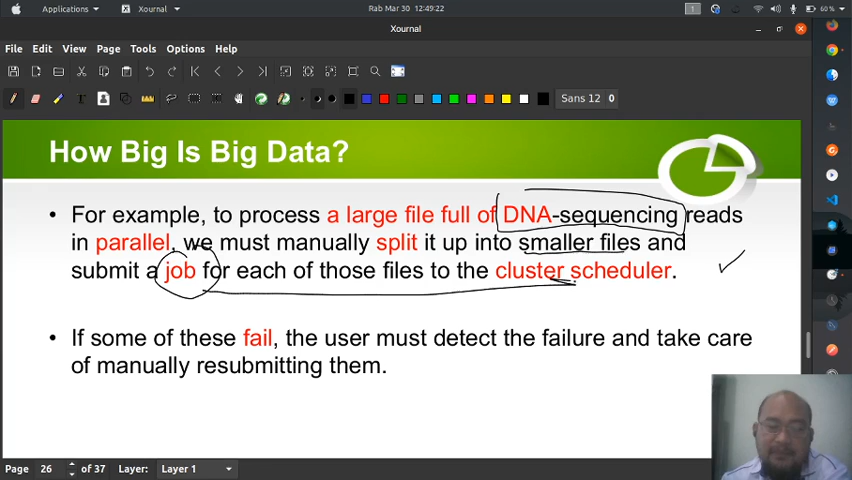 Applications
Xournal
Rab Mar 30 12:49:22
1
60 %
Xournal
File Edit View Page Tools Options Help
Sans 12 0
How Big Is Big Data?
• For example, to process a large file full of DNA-sequencing reads
in parallel, we must manually split it up into smaller files and
submit a job for each of those files to the cluster scheduler.
• If some of these fail, the user must detect the failure and take care
of manually resubmitting them.
Page 26 of 37 Layer: Layer 1